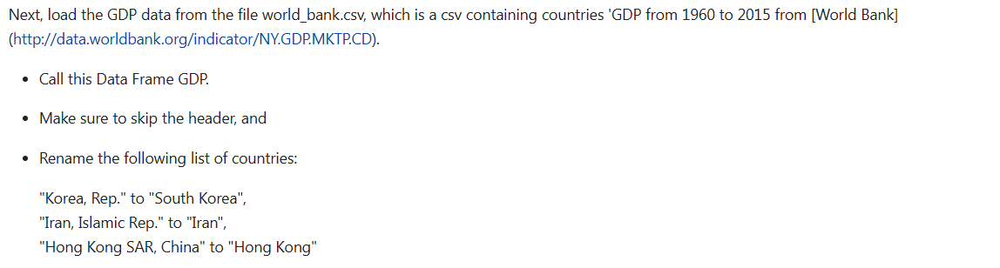 Next, load the GDP data from the file world_bank.csv, which is a csv containing countries 'GDP from 1960 to 2015 from [World Bank]
(http://data.worldbank.org/indicator/NY.GDP.MKTP.CD).
• Call this Data Frame GDP.
• Make sure to skip the header, and
• Rename the following list of countries:
"Korea, Rep." to "South Korea",
"Iran, Islamic Rep." to "Iran",
"Hong Kong SAR, China" to "Hong Kong"